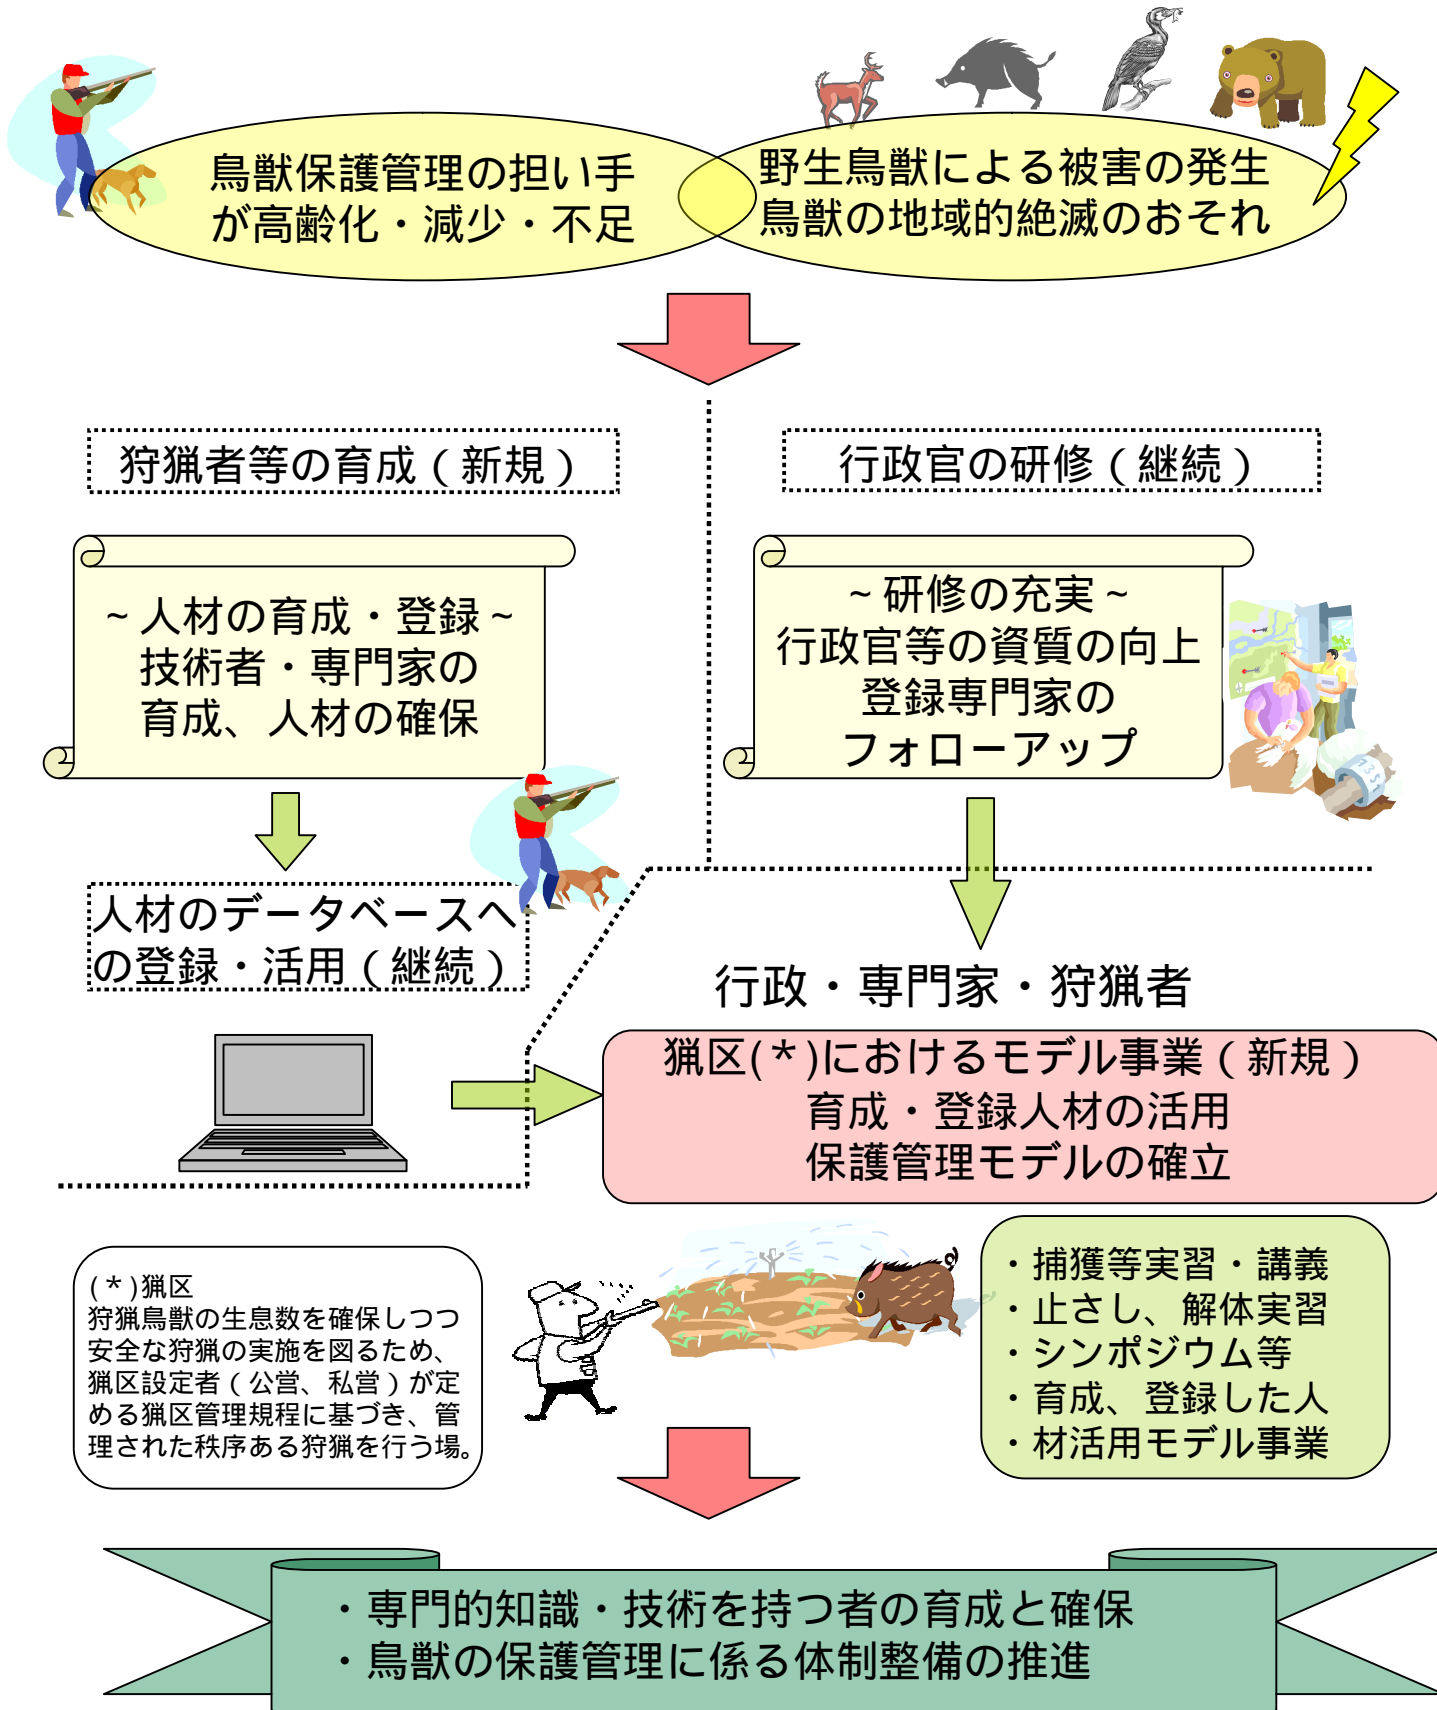 鳥獣保護管理の担い手
が高齢化・減少・不足
野生鳥獣による被害の発生
鳥獣の地域的絶滅のおそれ
狩猟者等の育成（新規）
行政官の研修（継続）
~人材の育成・登録~
技術者・専門家の
育成、人材の確保
~研修の充実~
行政官等の資質の向上
登録専門家の
フォローアップ
人材のデータベースへ
の登録・活用（継続）
行政・専門家・狩猟者
猟区(*)におけるモデル事業（新規）
育成・登録人材の活用
保護管理モデルの確立
(*)猟区
狩猟鳥獣の生息数を確保しつつ
安全な狩猟の実施を図るため、
猟区設定者（公営、私営）が定
める猟区管理規程に基づき、管
理された秩序ある狩猟を行う場。
・捕獲等実習・講義
・止さし、解体実習
・シンポジウム等
・育成、登録した人
・材活用モデル事業
・専門的知識・技術を持つ者の育成と確保
・鳥獣の保護管理に係る体制整備の推進